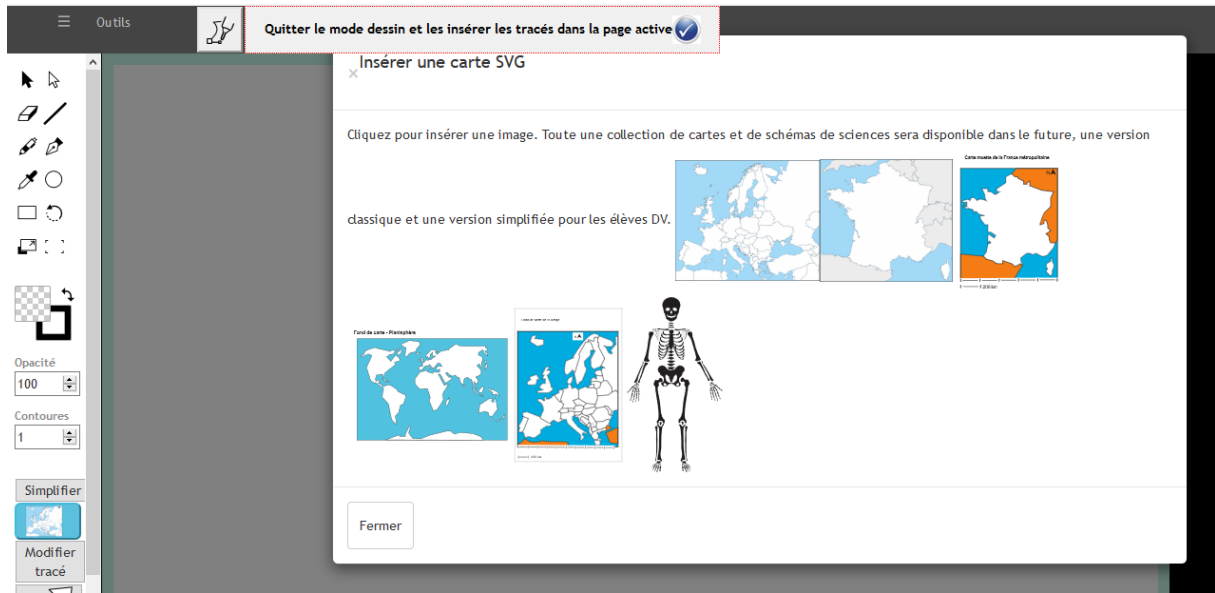 Outils
Quitter le mode dessin et les insérer les tracés dans la page active
Insérer une carte SVG
Cliquez pour insérer une image. Toute une collection de cartes et de schémas de sciences sera disponible dans le future, une version
Carte muette de la France métropolitaine
classique et une version simplifiée pour les élèves DV.
Fond de carte - Planisphère
Opacité
100
Contoures
1
Simplifier
Fermer
Modifier
tracé